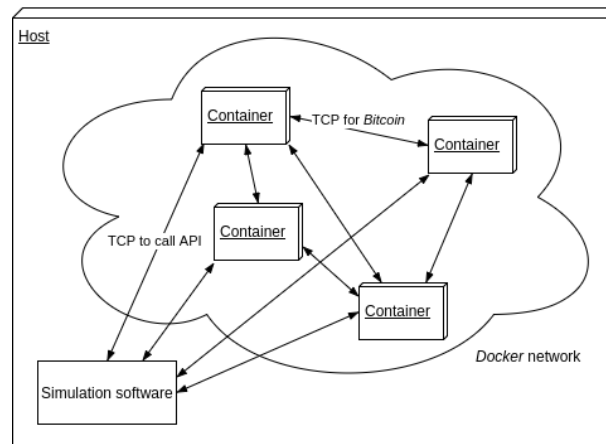 Host
Container
TCP for Bitcoin
Container
Container
TCP to call API
Container
Docker network
Simulation software